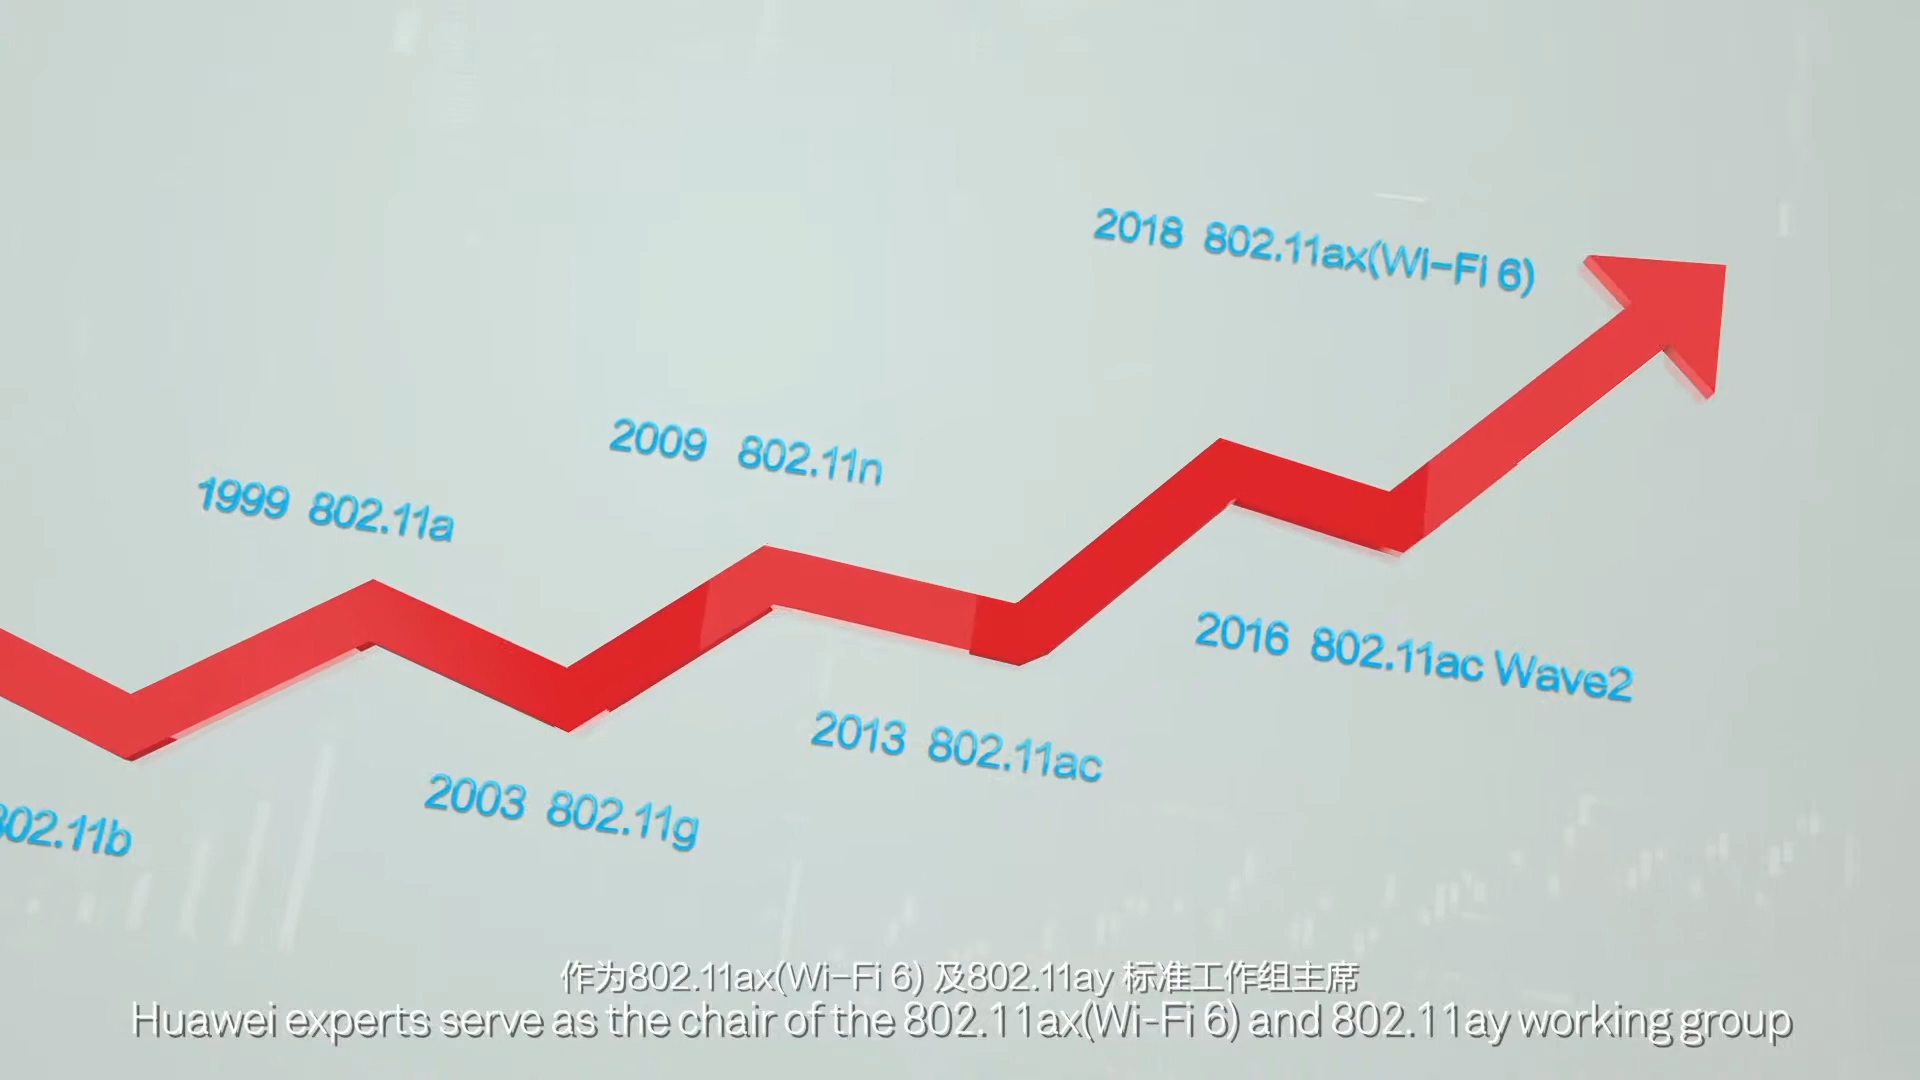 2018 802.11ax(Wi-Fi 6)
2009 802.11n
1999 802.11a
2016 802.11ac Wave2
2013 802.11ac
2003 802.11g
802.11b
作为802.11ax(Wi-Fi 6) 及802.11ay 标准工作组主席
Huawei experts serve as the chair of the 802.11ax(Wi-Fi 6) and 802.11ay working group